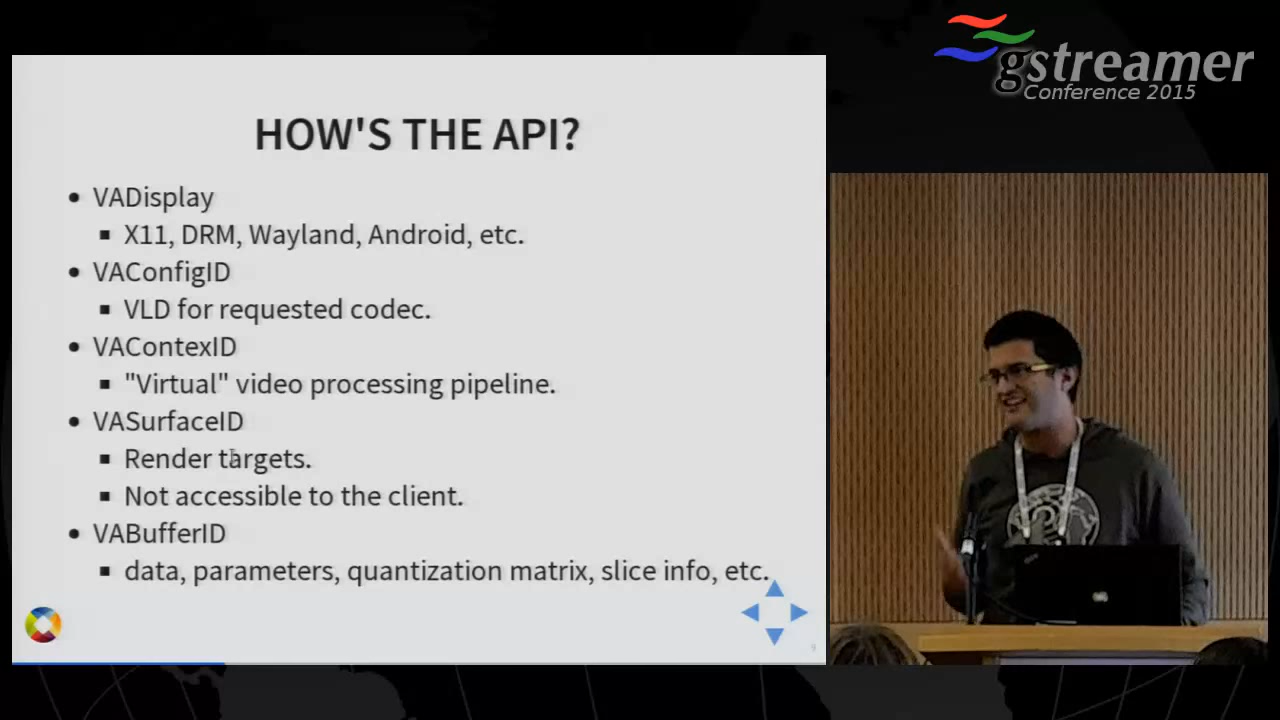 gstreamer
Conference 2015
HOW'S THE API?
• VADisplay
▪ X11, DRM, Wayland, Android, etc.
• VAConfigID
▪ VLD for requested codec.
• VAContexID
▪ "Virtual" video processing pipeline.
• VASurfaceID
▪ Render targets.
▪ Not accessible to the client.
• VABufferID
▪ data, parameters, quantization matrix, slice info, etc.